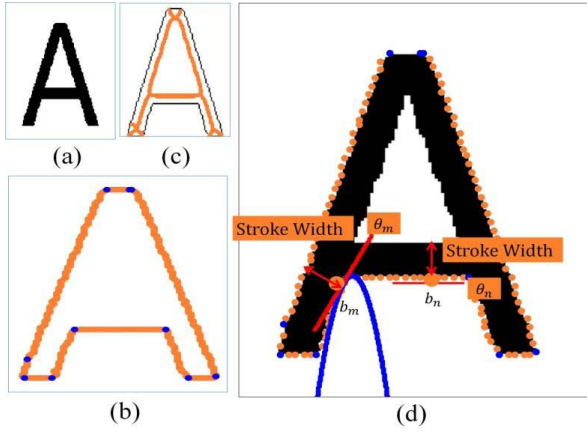 A
(a)
(c)
(b)
Stroke Width
θm
Stroke Width
θn
bm
bn
(d)